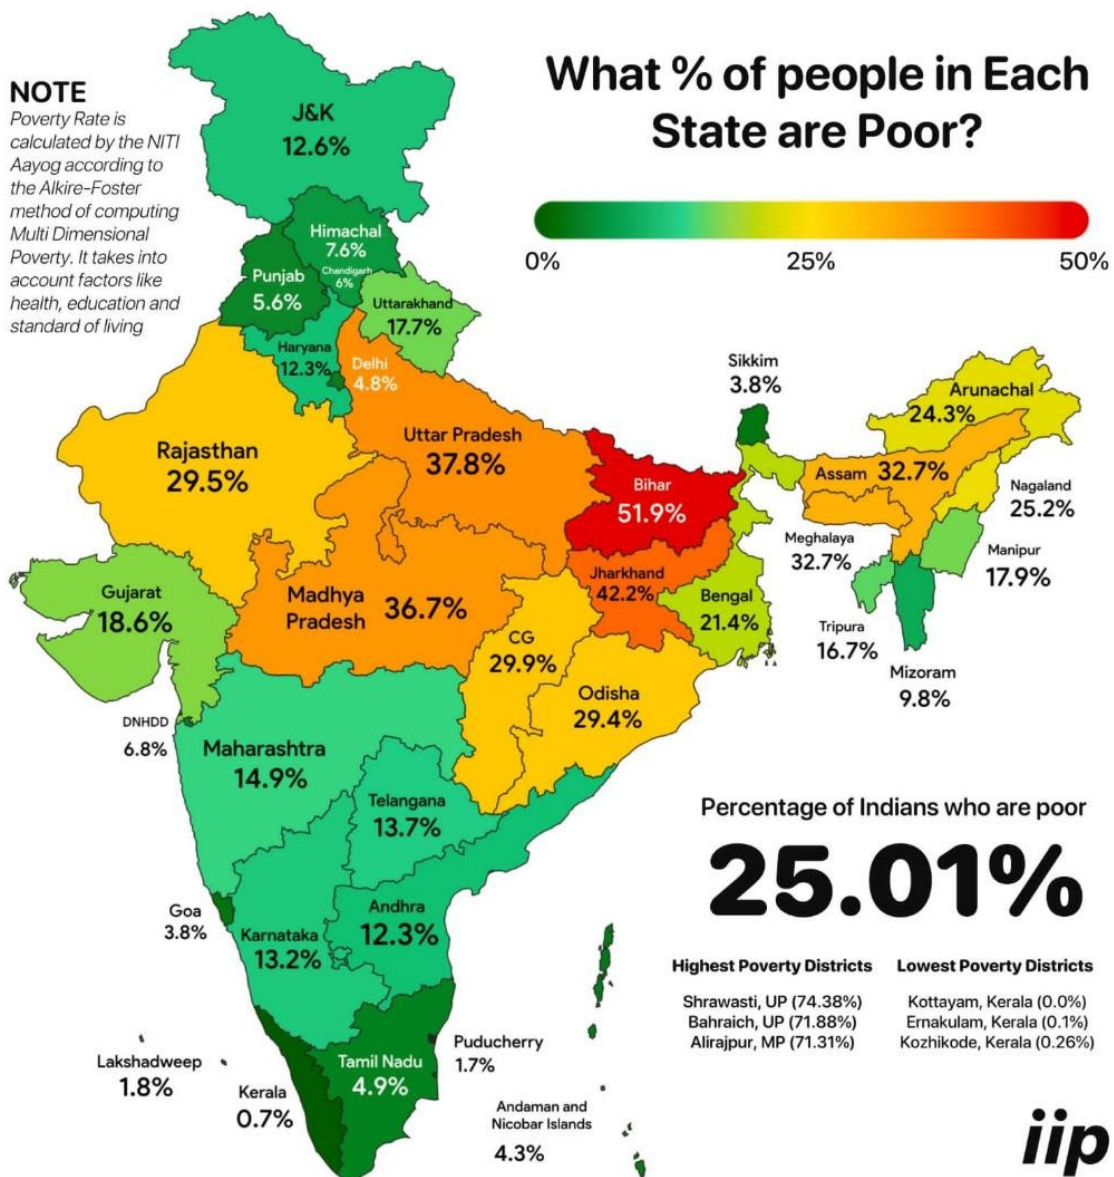 What % of people in Each
State are Poor?
0%
25%
50%
NOTE
Poverty Rate is
calculated by the NITI
Aayog according to
the Alkire-Foster
method of computing
Multi Dimensional
Poverty. It takes into
account factors like
health, education and
standard of living
J&K
12.6%
Himachal
7.6%
Chandigarh
6%
Punjab
5.6%
Uttarakhand
17.7%
Haryana
12.3%
Delhi
4.8%
Rajasthan
29.5%
Uttar Pradesh
37.8%
Bihar
51.9%
Sikkim
3.8%
Arunachal
24.3%
Assam 32.7%
Nagaland
25.2%
Meghalaya
32.7%
Manipur
17.9%
Tripura
16.7%
Mizoram
9.8%
Gujarat
18.6%
Madhya
Pradesh
36.7%
Jharkhand
42.2%
Bengal
21.4%
CG
29.9%
Odisha
29.4%
DNHDD
6.8%
Maharashtra
14.9%
Telangana
13.7%
Goa
3.8%
Karnataka
13.2%
Andhra
12.3%
Lakshadweep
1.8%
Kerala
0.7%
Tamil Nadu
4.9%
Puducherry
1.7%
Andaman and
Nicobar Islands
4.3%
Percentage of Indians who are poor
25.01%
Highest Poverty Districts
Shrawasti, UP (74.38%)
Bahraich, UP (71.88%)
Alirajpur, MP (71.31%)
Lowest Poverty Districts
Kottayam, Kerala (0.0%)
Ernakulam, Kerala (0.1%)
Kozhikode, Kerala (0.26%)
iip